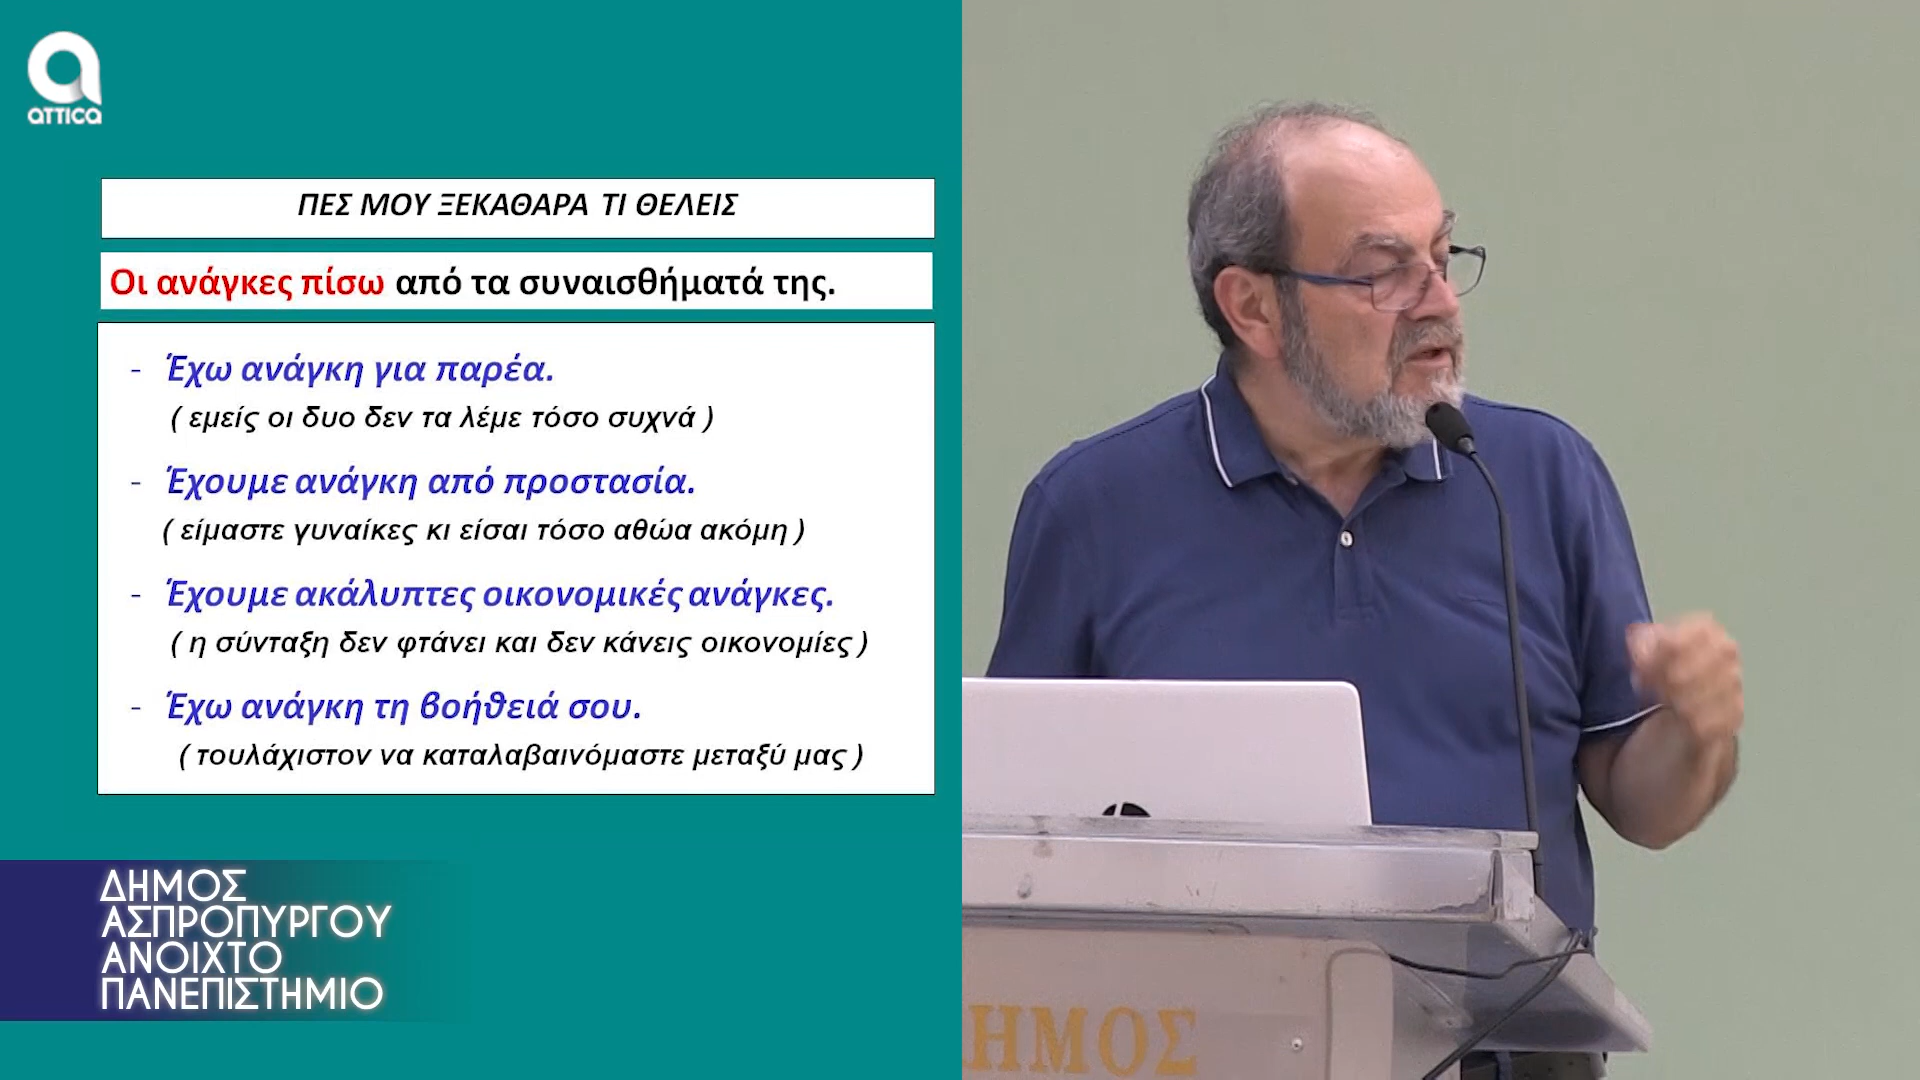 αττιcα
ΠΕΣ ΜΟΥ ΞΕΚΑΘΑΡΑ ΤΙ ΘΕΛΕΙΣ
Οι ανάγκες πίσω από τα συναισθήματά της.
- Έχω ανάγκη για παρέα.
( εμείς οι δυο δεν τα λέμε τόσο συχνά )
- Έχουμε ανάγκη από προστασία.
( είμαστε γυναίκες κι είσαι τόσο αθώα ακόμη )
- Έχουμε ακάλυπτες οικονομικές ανάγκες.
( η σύνταξη δεν φτάνει και δεν κάνεις οικονομίες )
- Έχω ανάγκη τη βοήθειά σου.
( τουλάχιστον να καταλαβαινόμαστε μεταξύ μας )
ΔΗΜΟΣ
ΑΣΠΡΟΠΥΡΓΟΥ
ΑΝΟΙΧΤΟ
ΠΑΝΕΠΙΣΤΗΜΙΟ
ΔΗΜΟΣ